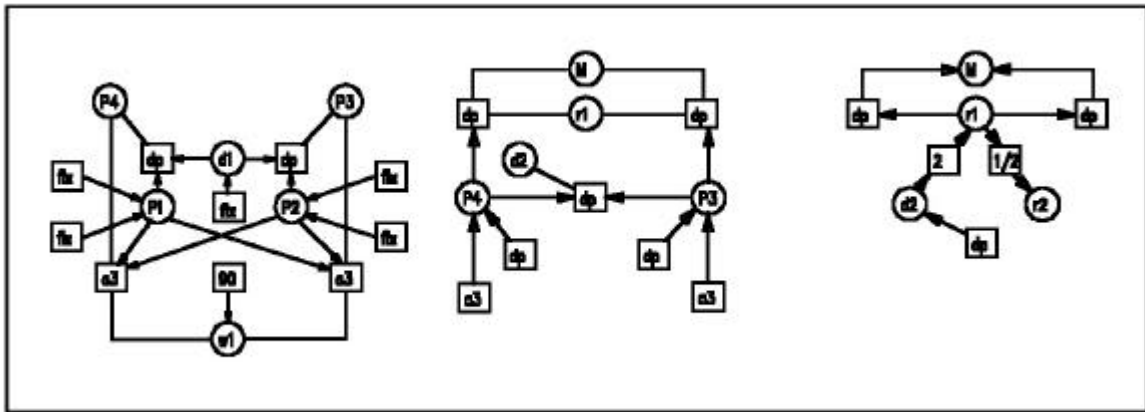 M
M
P4
P3
dp
r1
dp
dp
r1
dp
dp
d1
dp
d2
2
1/2
fix
fix
P1
fix
P2
P4
dp
P3
d2
r2
fix
fix
dp
dp
dp
a3
90
a3
a3
a3
w1